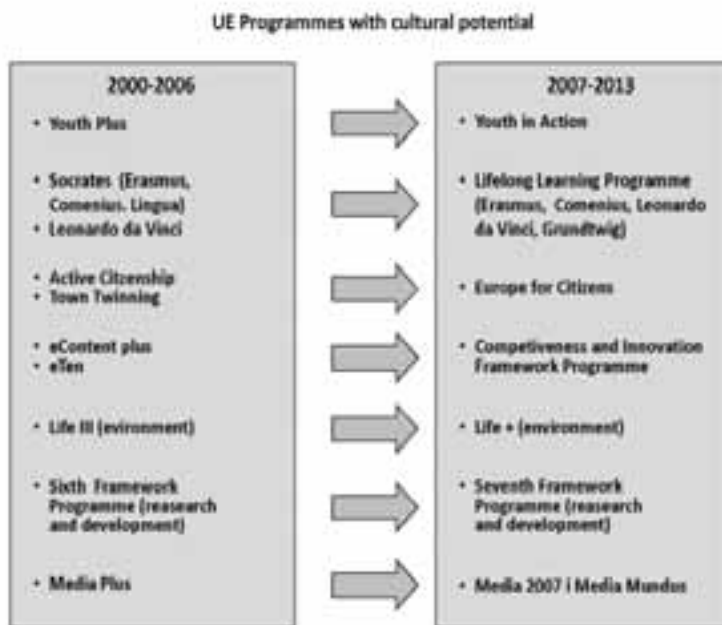 UE Programmes with cultural potential
2000-2006
• Youth Plus
• Socrates (Erasmus,
Comenius. Lingua)
• Leonardo da Vinci
• Active Citzenship
• Town Twinning
• eContent plus
• eTen
• Life III (evironment)
• Sixth Framework
Programme (reasearch
and development)
• Media Plus
2007-2013
• Youth in Action
• Lifelong Learning Programme
(Erasmus, Comenius, Leonardo
da Vinci, Grundtwig)
• Europe for Citizens
• Competiveness and Innovation
Framework Programme
• Life + (environment)
• Seventh Framework
Programme (reasearch
and development)
• Media 2007 i Media Mundus